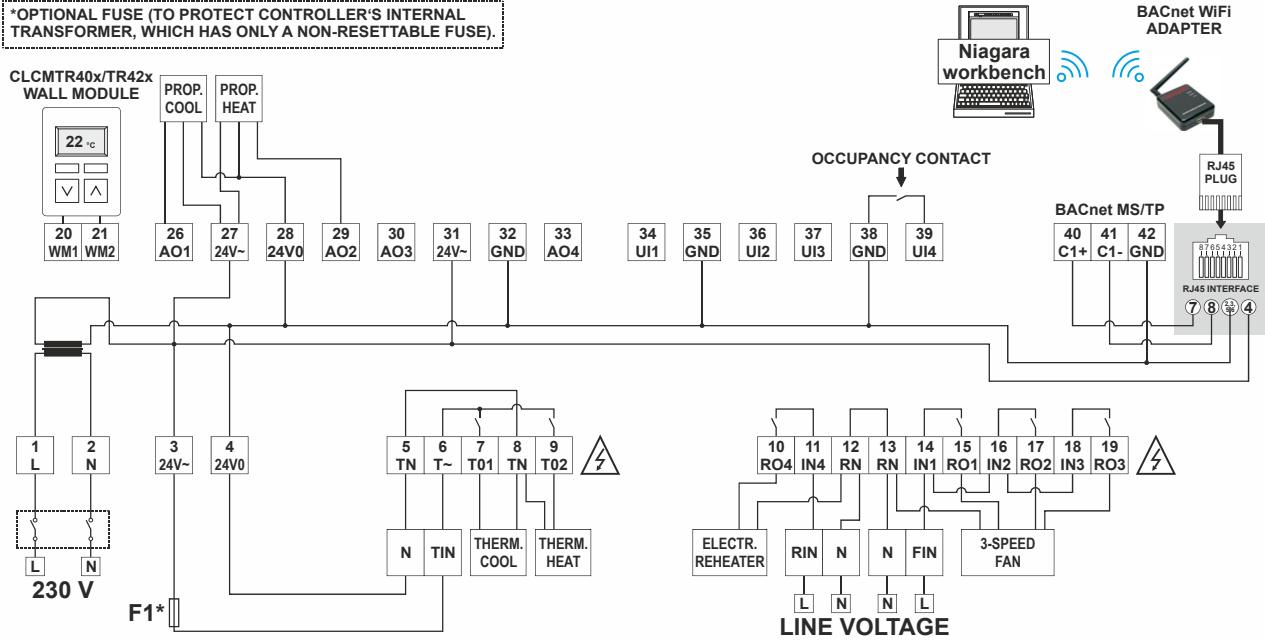 *OPTIONAL FUSE (TO PROTECT CONTROLLER‘S INTERNAL
TRANSFORMER, WHICH HAS ONLY A NON-RESETTABLE FUSE).
BACnet WiFi
ADAPTER
Niagara
workbench
CLCMTR40x/TR42x
WALL MODULE
22 °C
PROP.
COOL
PROP.
HEAT
OCCUPANCY CONTACT
RJ45
PLUG
BACnet MS/TP
20 21 26 27 28 29 30 31 32 33 34 35 36 37 38 39 40 41 42
WM1 WM2 AO1 24V~ 24V0 AO2 AO3 24V~ GND AO4 UI1 GND UI2 UI3 GND UI4 C1+ C1- GND
87654321
RJ45 INTERFACE
7 8 2,3, 5,6 4
1 2 3 4 5 6 7 8 9 10 11 12 13 14 15 16 17 18 19
L N 24V~ 24V0 TN T~ T01 TN T02 RO4 IN4 RN RN IN1 RO1 IN2 RO2 IN3 RO3
N TIN
THERM.
COOL
THERM.
HEAT
ELECTR.
REHEATER
RIN N N FIN
3-SPEED
FAN
L N
230 V
F1*
L N N L
LINE VOLTAGE